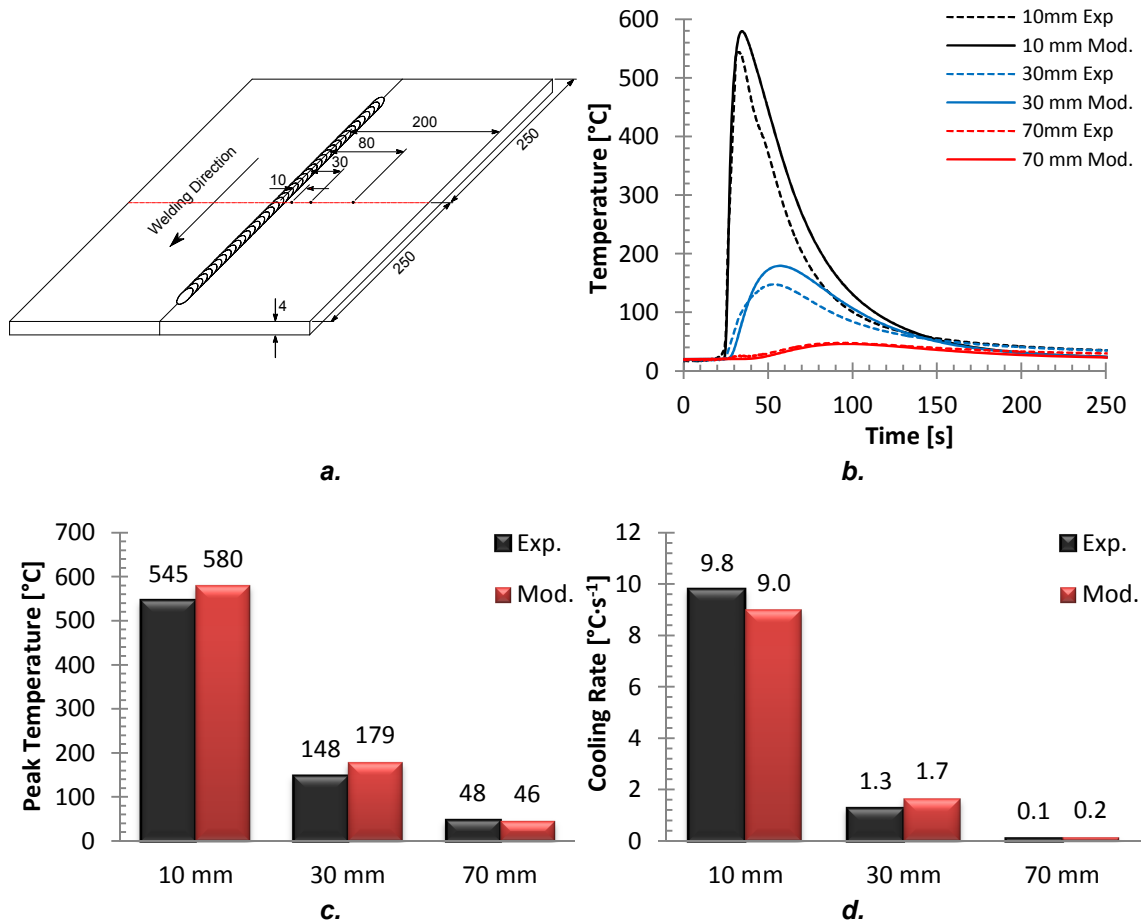 200
250
80
30
10
Welding Direction
250
4
a.
600
500
400
300
200
100
0
Temperature [°C]
0 50 100 150 200 250
Time [s]
10mm Exp
10 mm Mod.
30mm Exp
30 mm Mod.
70mm Exp
70 mm Mod.
b.
700
600
500
400
300
200
100
0
Peak Temperature [°C]
545 580
148 179
48 46
Exp.
Mod.
10 mm 30 mm 70 mm
c.
12
10
8
6
4
2
0
Cooling Rate [°C·s⁻¹]
9.8 9.0
1.3 1.7
0.1 0.2
Exp.
Mod.
10 mm 30 mm 70 mm
d.